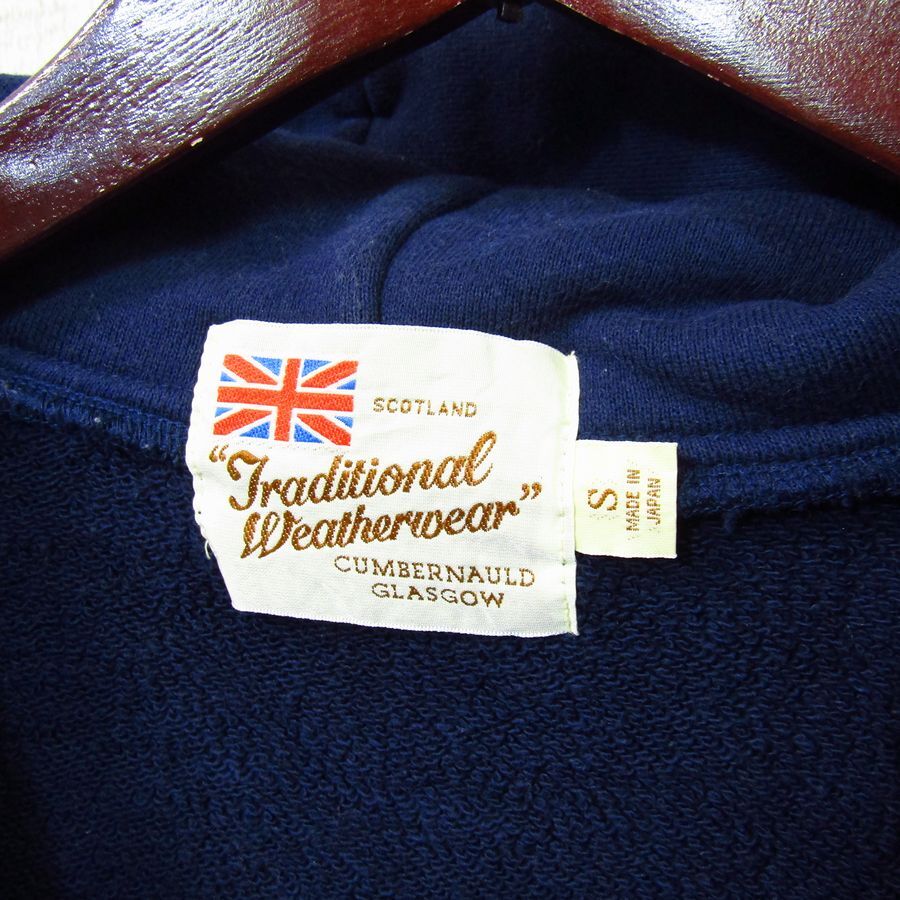 SCOTLAND
"Traditional
Weatherwear"
CUMBERNAULD
GLASGOW
S
MADE IN
JAPAN